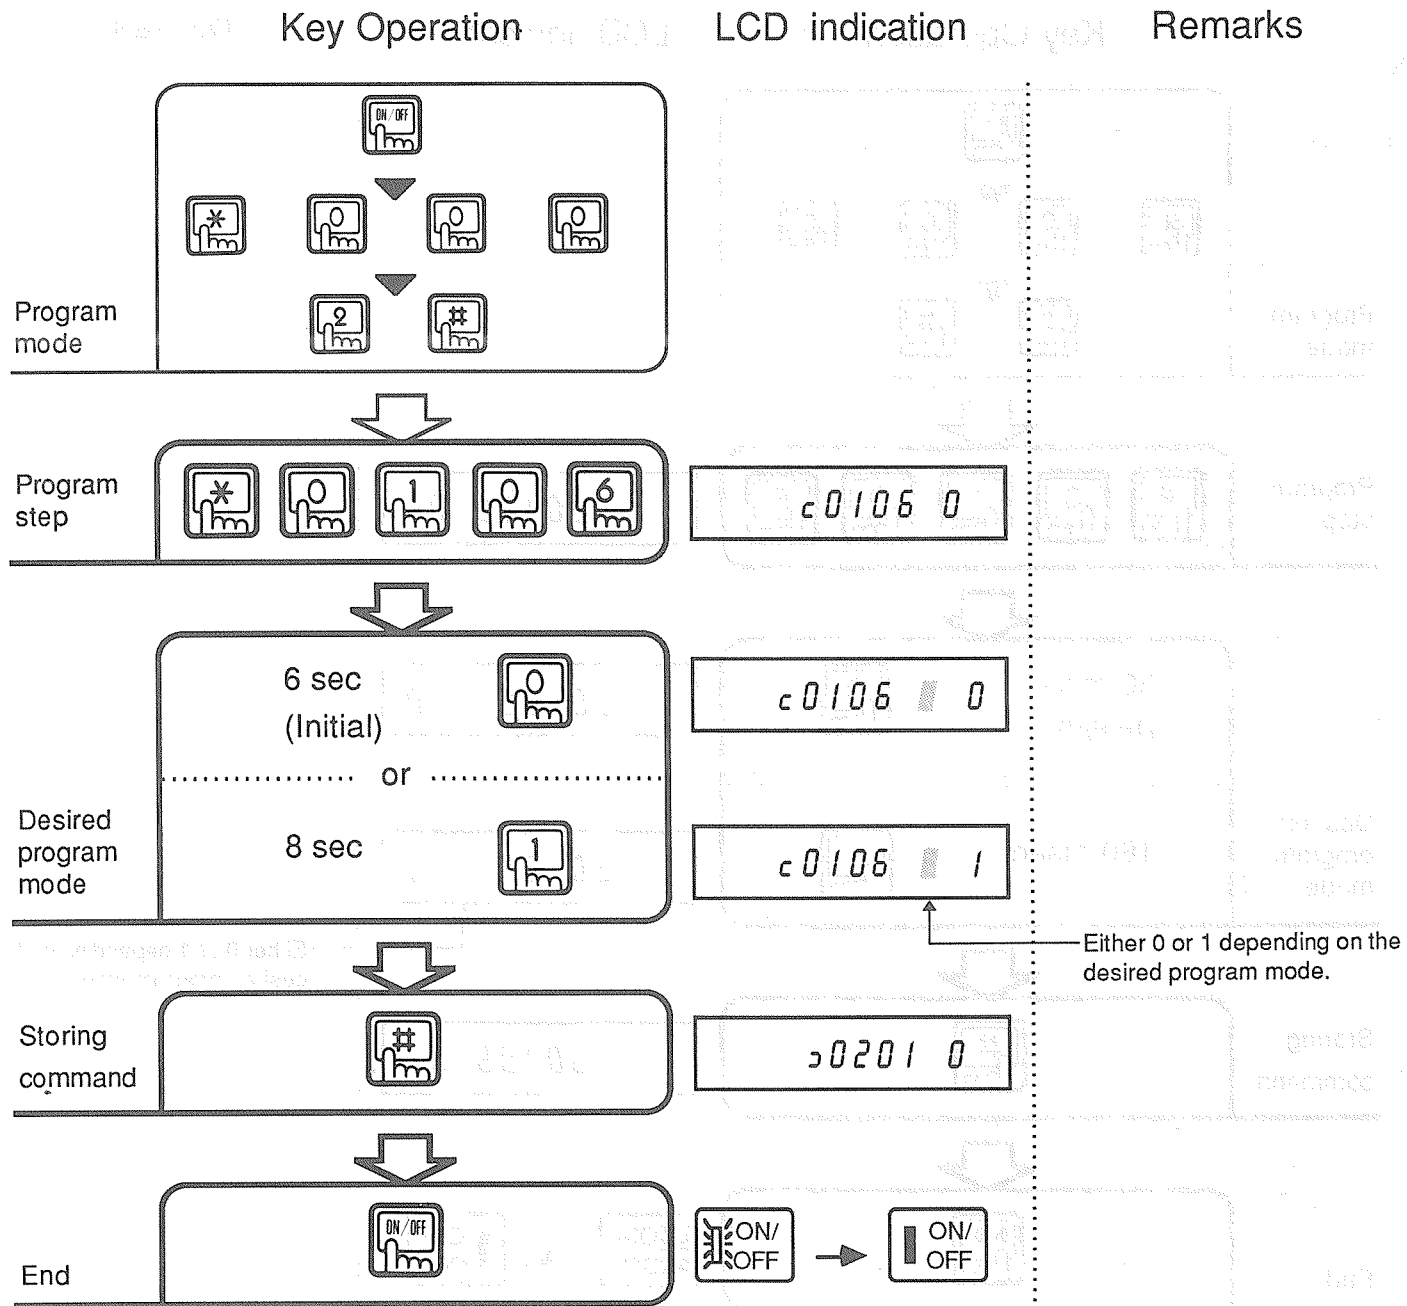 Key Operation LCD indication Remarks
ON/OFF
* 0 0 0
2 #
Program
mode
Program
step
* 0 1 0 6
c0106 0
6 sec
(Initial)
0
c0106 0
or
Desired
program
mode
8 sec
1
c0106 1
Either 0 or 1 depending on the
desired program mode.
Storing
command
#
ɔ0201 0
End
ON/OFF
ON/
OFF
ON/
OFF